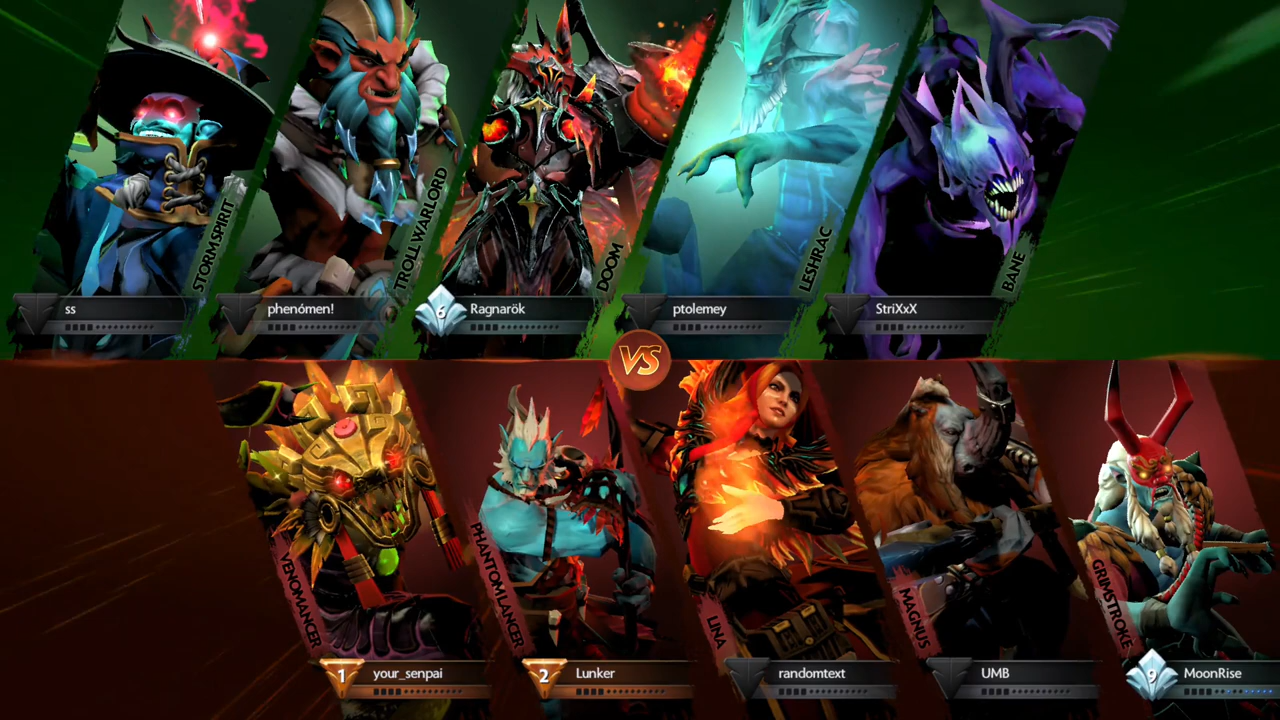 STORM SPIRIT
TROLL WARLORD
DOOM
LESHRAC
BANE
ss
phenómen!
6
Ragnarök
ptolemey
StriXxX
VS
VENOMANCER
PHANTOM LANCER
LINA
MAGNUS
GRIMSTROKE
1
your_senpai
2
Lunker
randomtext
UMB
9
MoonRise